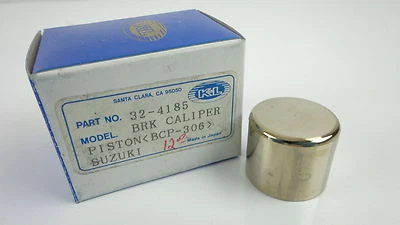 SANTA CLARA, CA 95050
PART NO. 32-4185
K&L
MODEL. BRK CALIPER
PISTON<BCP-306>
SUZUKI 12 Made in Japan